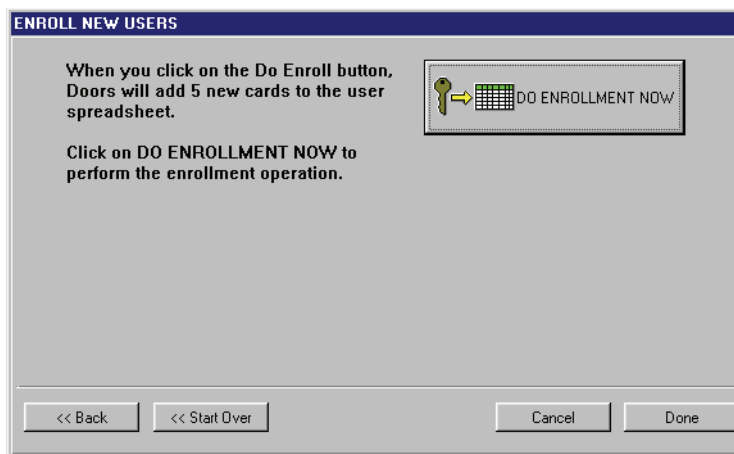 ENROLL NEW USERS
When you click on the Do Enroll button,
Doors will add 5 new cards to the user
spreadsheet.
DO ENROLLMENT NOW
Click on DO ENROLLMENT NOW to
perform the enrollment operation.
<< Back
<< Start Over
Cancel
Done